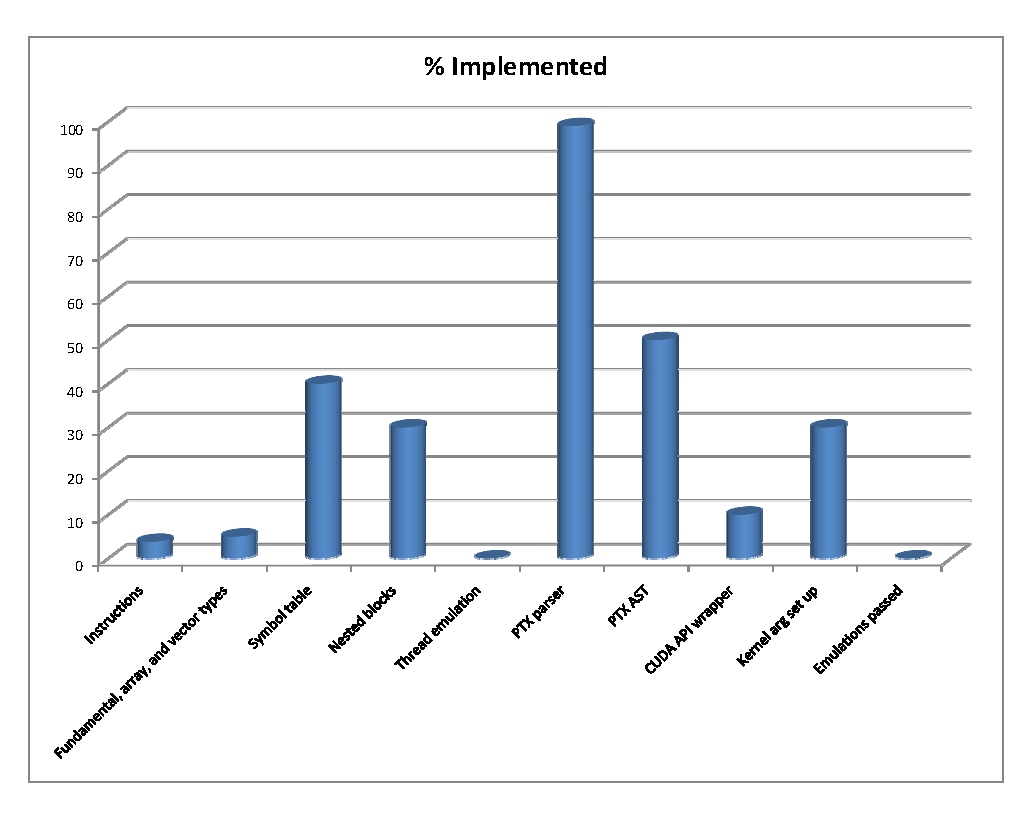 % Implemented
100
90
80
70
60
50
40
30
20
10
0
Instructions
Fundamental, array, and vector types
Symbol table
Nested blocks
Thread emulation
PTX parser
PTX AST
CUDA API wrapper
Kernel arg set up
Emulations passed